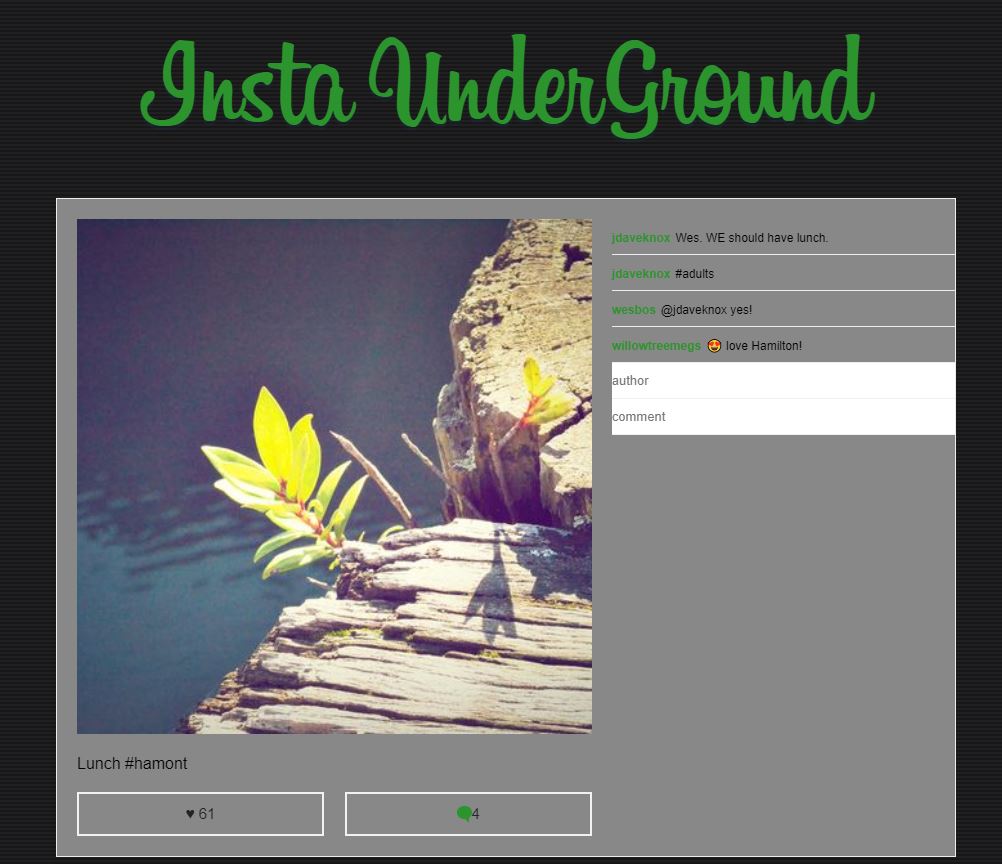 Insta UnderGround
jdaveknox Wes. WE should have lunch.
jdaveknox #adults
wesbos @jdaveknox yes!
willowtreemegs 😍 love Hamilton!
author
comment
Lunch #hamont
♥ 61
4